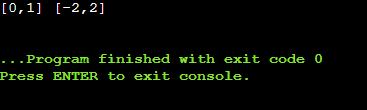 [0,1] [-2,2]
...Program finished with exit code 0
Press ENTER to exit console.